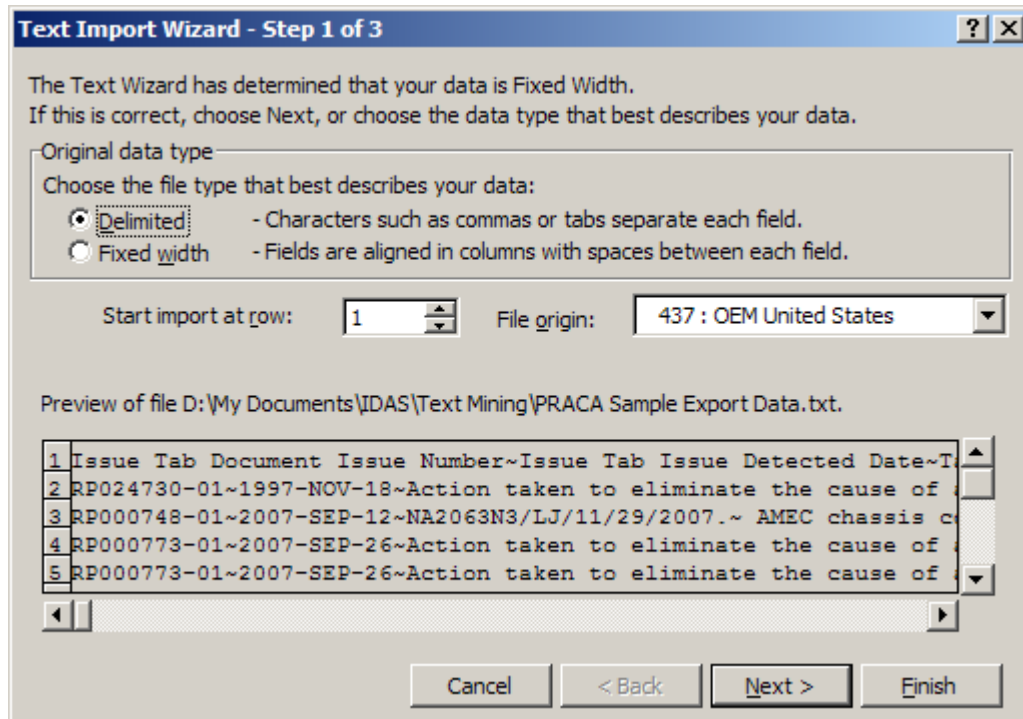 Text Import Wizard - Step 1 of 3
The Text Wizard has determined that your data is Fixed Width.
If this is correct, choose Next, or choose the data type that best describes your data.
Original data type
Choose the file type that best describes your data:
Delimited - Characters such as commas or tabs separate each field.
Fixed width - Fields are aligned in columns with spaces between each field.
Start import at row: 1 File origin: 437 : OEM United States
Preview of file D:\My Documents\IDAS\Text Mining\PRACA Sample Export Data.txt.
1 Issue Tab Document Issue Number~Issue Tab Issue Detected Date~T
2 RP024730-01~1997-NOV-18~Action taken to eliminate the cause of
3 RP000748-01~2007-SEP-12~NA2063N3/LJ/11/29/2007.~ AMEC chassis
4 RP000773-01~2007-SEP-26~Action taken to eliminate the cause of
5 RP000773-01~2007-SEP-26~Action taken to eliminate the cause of
Cancel < Back Next > Finish